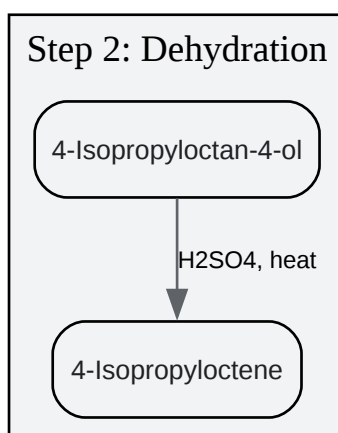 Step 2: Dehydration
4-Isopropyloctan-4-ol
H2SO4, heat
4-Isopropyloctene